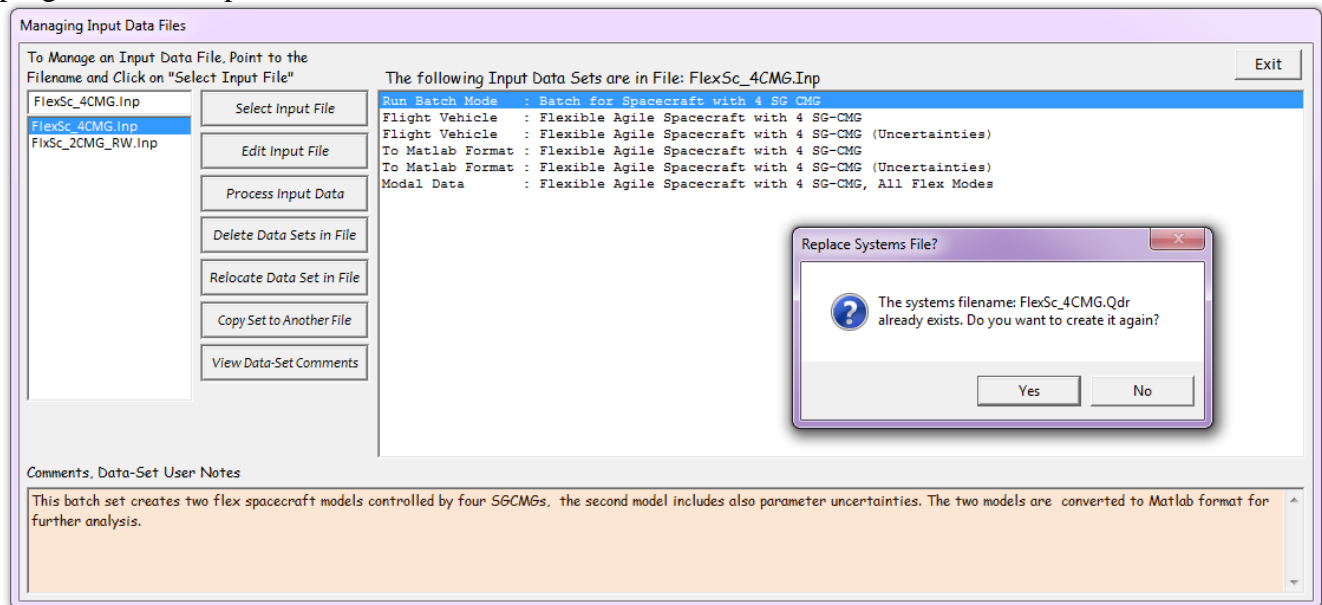 Managing Input Data Files
To Manage an Input Data File, Point to the
Filename and Click on "Select Input File"
The following Input Data Sets are in File: FlexSc_4CMG.Inp
Exit
FlexSc_4CMG.Inp
FlexSc_4CMG.Inp
FlxSc_2CMG_RW.Inp
Select Input File
Edit Input File
Process Input Data
Delete Data Sets in File
Relocate Data Set in File
Copy Set to Another File
View Data-Set Comments
Run Batch Mode : Batch for Spacecraft with 4 SG CMG
Flight Vehicle : Flexible Agile Spacecraft with 4 SG-CMG
Flight Vehicle : Flexible Agile Spacecraft with 4 SG-CMG (Uncertainties)
To Matlab Format : Flexible Agile Spacecraft with 4 SG-CMG
To Matlab Format : Flexible Agile Spacecraft with 4 SG-CMG (Uncertainties)
Modal Data : Flexible Agile Spacecraft with 4 SG-CMG, All Flex Modes
Replace Systems File?
The systems filename: FlexSc_4CMG.Qdr
already exists. Do you want to create it again?
Yes
No
Comments, Data-Set User Notes
This batch set creates two flex spacecraft models controlled by four SGCMGs, the second model includes also parameter uncertainties. The two models are converted to Matlab format for
further analysis.